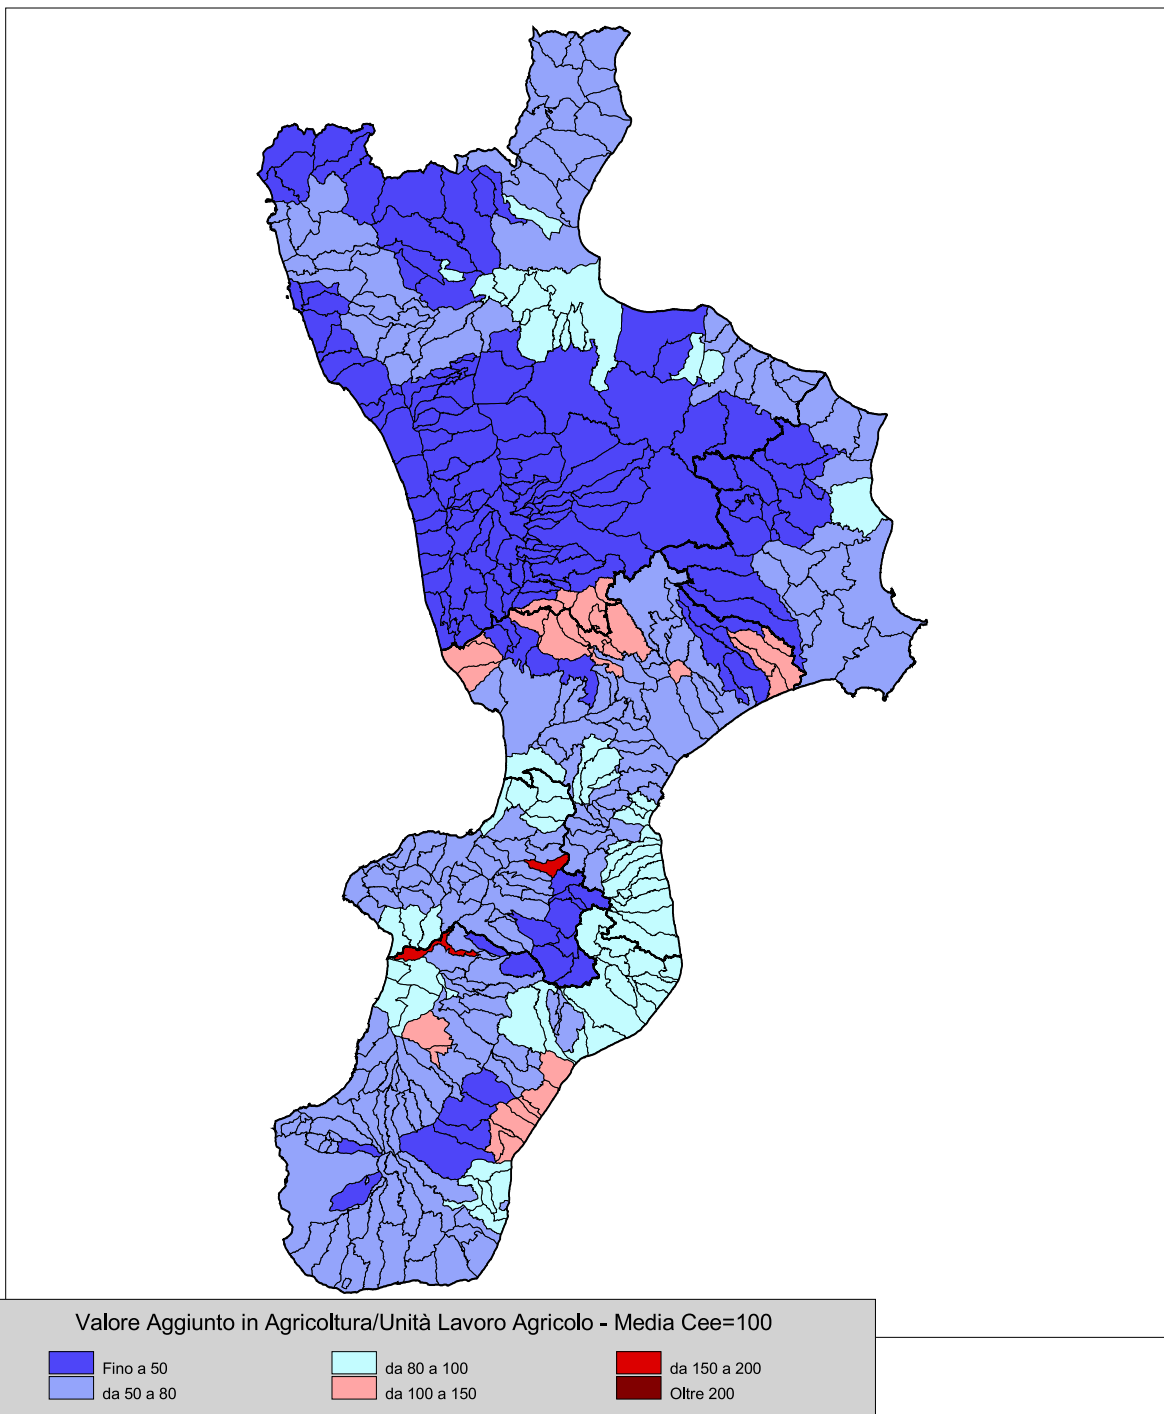 Valore Aggiunto in Agricoltura/Unità Lavoro Agricolo - Media Cee=100
Fino a 50
da 50 a 80
da 80 a 100
da 100 a 150
da 150 a 200
Oltre 200